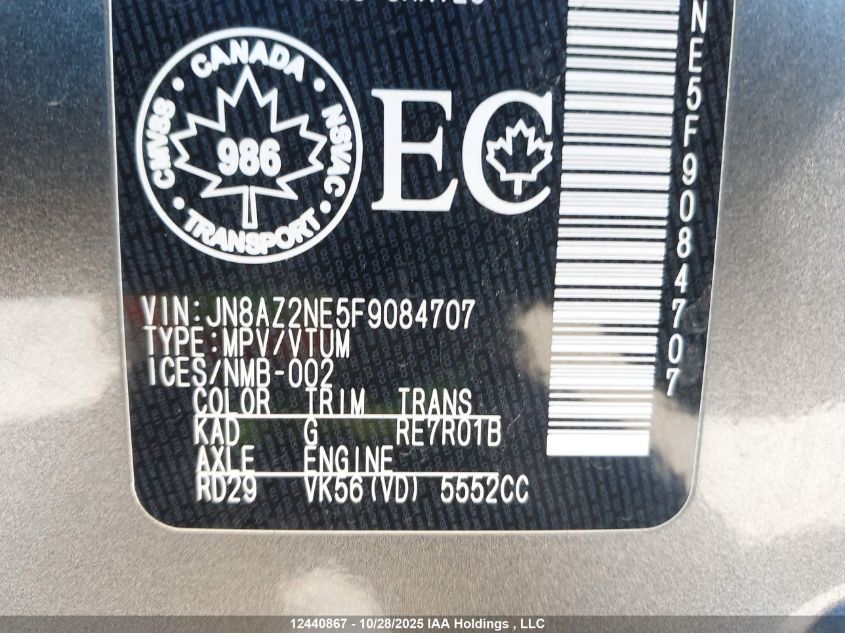 CANADA
CMVSS
NSVAC
986
TRANSPORT
EC
NE5F9084707
VIN:JN8AZ2NE5F9084707
TYPE:MPV/VTUM
ICES/NMB-002
COLOR TRIM TRANS
KAD G RE7R01B
AXLE ENGINE
RD29 VK56(VD) 5552CC
12440867 - 10/28/2025 IAA Holdings , LLC